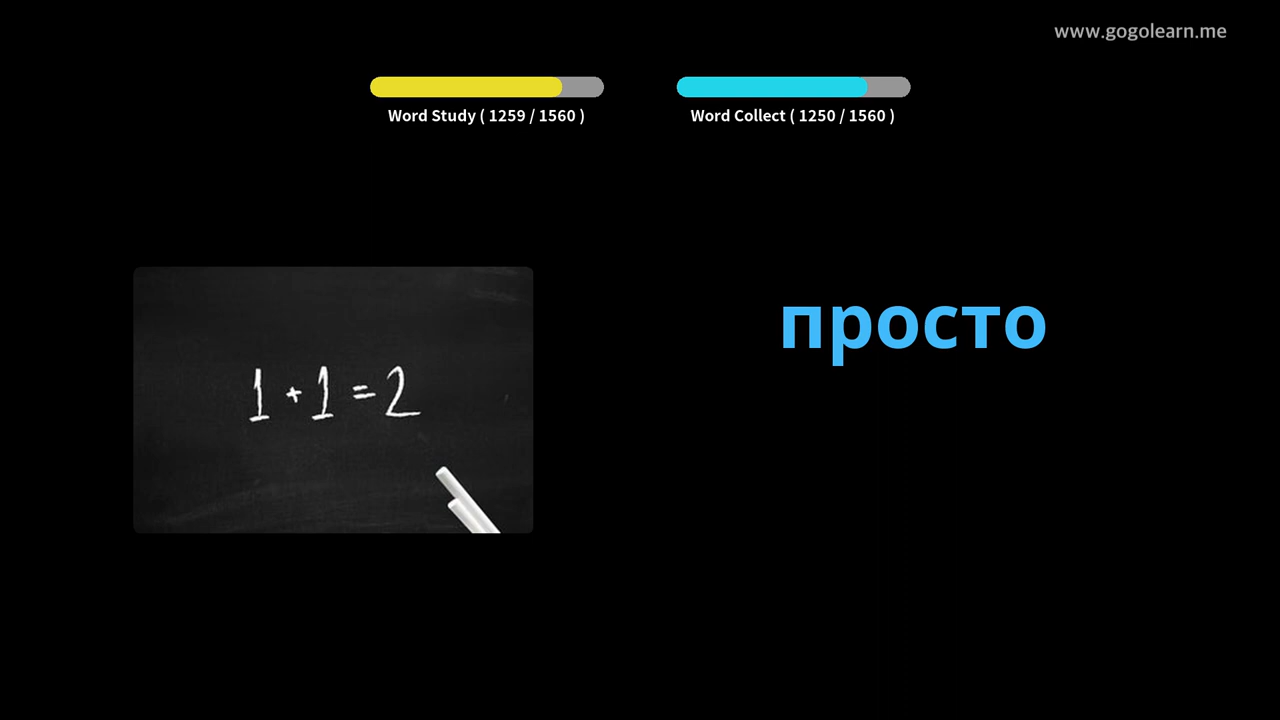 www.gogolearn.me
Word Study ( 1259 / 1560 )
Word Collect ( 1250 / 1560 )
просто
1 + 1 = 2